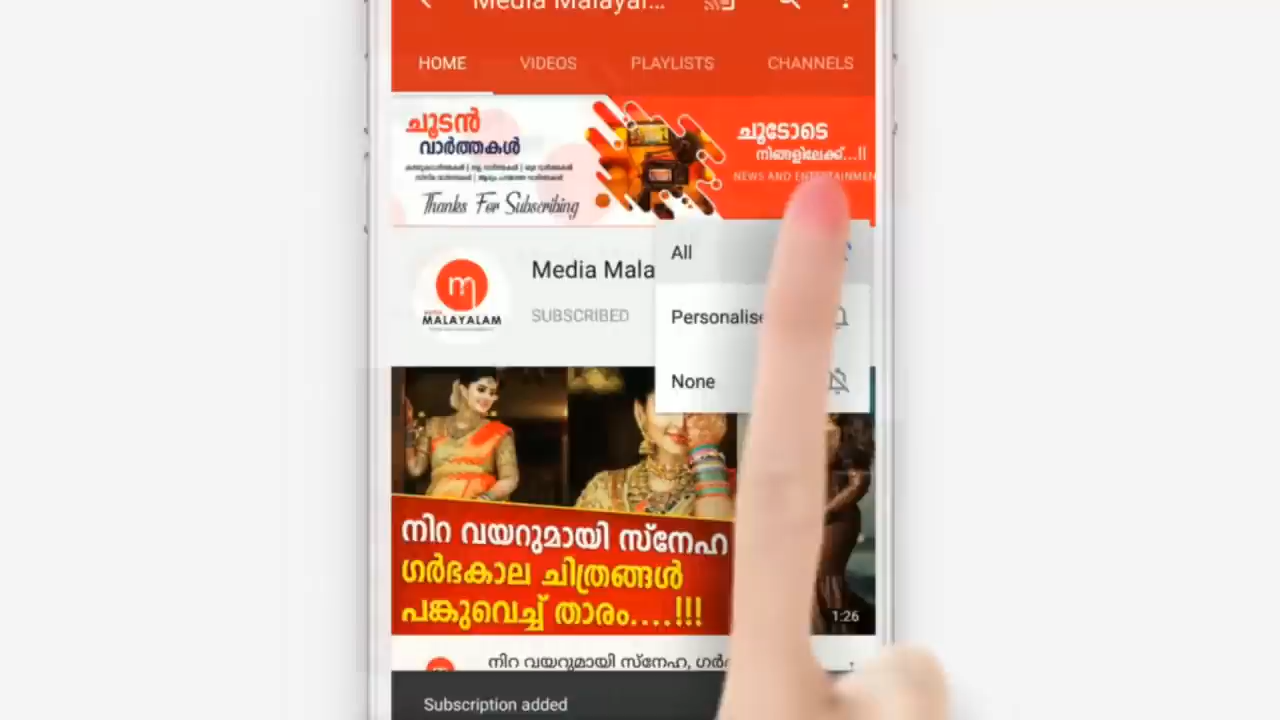 Media Malayal...
HOME VIDEOS PLAYLISTS CHANNELS
ചൂടൻ
വാർത്തകൾ
Thanks For Subscribing
ചൂടോടെ
നിങ്ങളിലേക്ക്...!!
NEWS AND ENTERTAINMEN
Media Mala
SUBSCRIBED
MALAYALAM
All
Personalise
None
നിറ വയറുമായി സ്നേഹ
ഗർഭകാല ചിത്രങ്ങൾ
പങ്കുവെച്ച് താരം....!!!
1:26
നിറ വയറുമായി സ്നേഹ, ഗർഭ
Subscription added